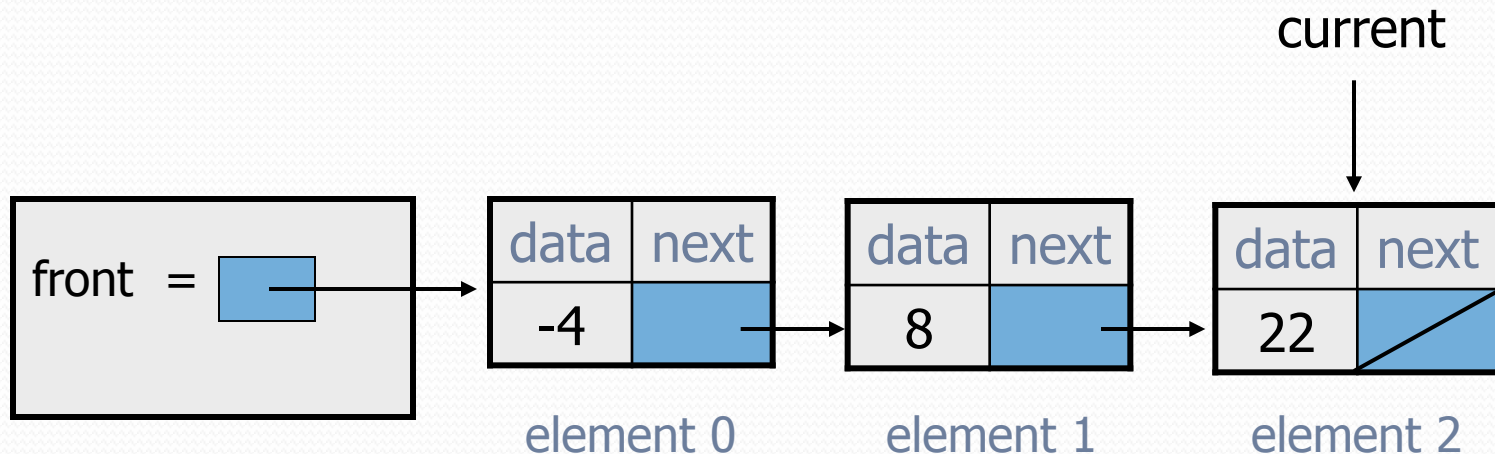 current
front =
data next
-4
element 0
data next
8
element 1
data next
22
element 2